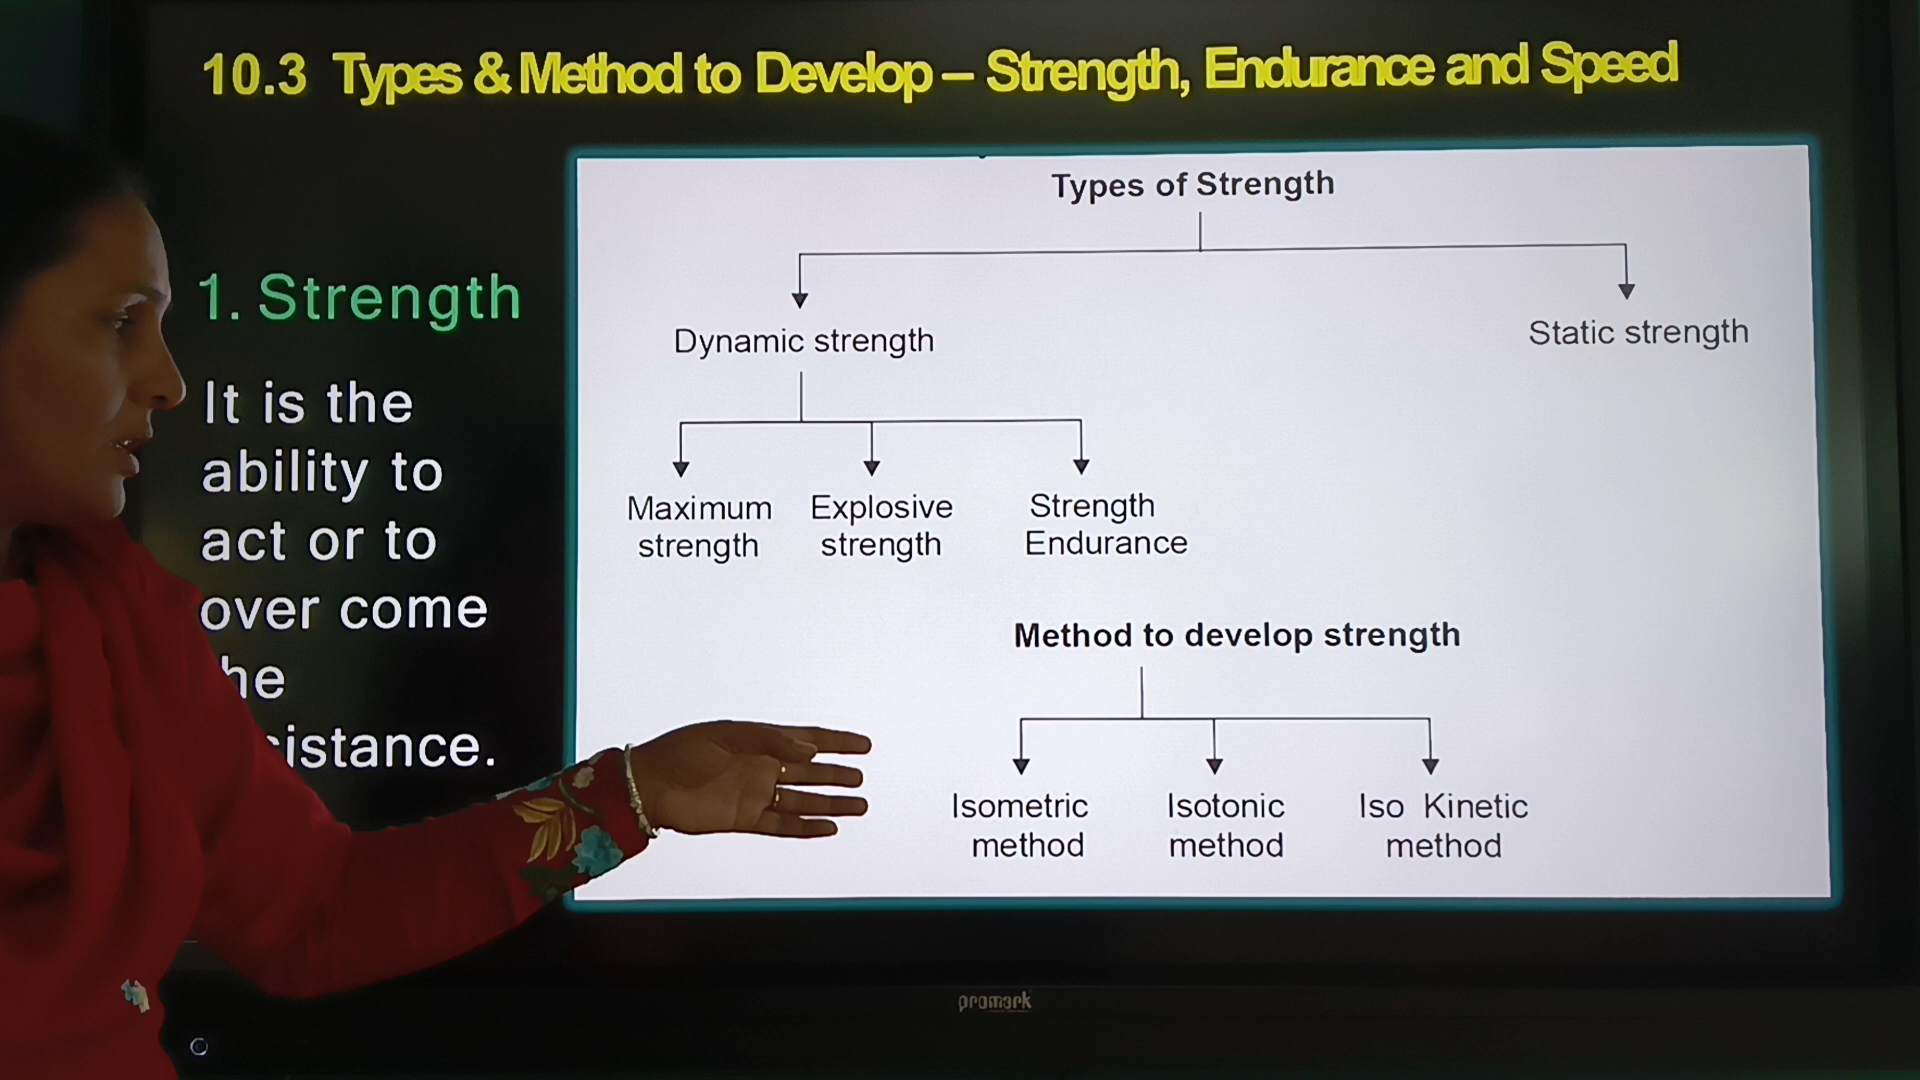 10.3 Types & Method to Develop – Strength, Endurance and Speed
1. Strength
It is the
ability to
act or to
over come
istance.
Types of Strength
Dynamic strength
Static strength
Maximum strength
Explosive strength
Strength Endurance
Method to develop strength
Isometric method
Isotonic method
Iso Kinetic method
promark